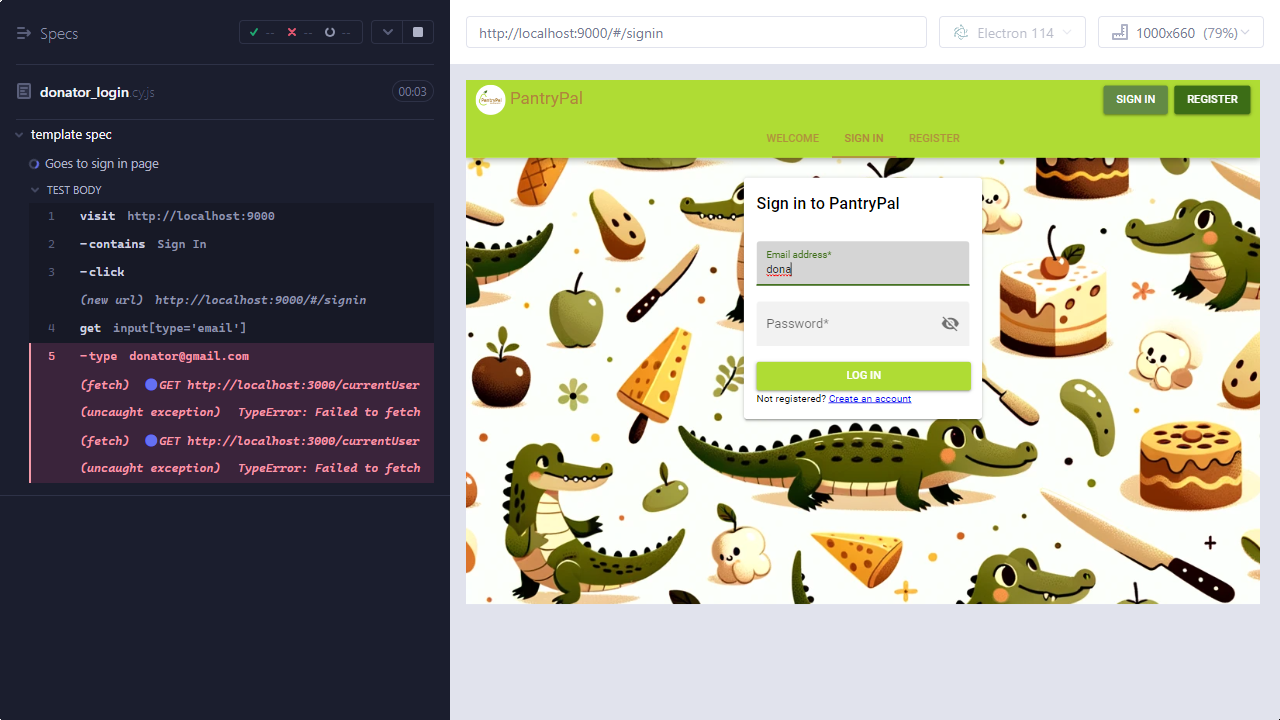 Specs
--
--
--
http://localhost:9000/#/signin
Electron 114
1000x660 (79%)
donator_login.cy.js
00:03
template spec
Goes to sign in page
TEST BODY
1 visit http://localhost:9000
2 -contains Sign In
3 -click
(new url) http://localhost:9000/#/signin
4 get input[type='email']
5 -type donator@gmail.com
(fetch) GET http://localhost:3000/currentUser
(uncaught exception) TypeError: Failed to fetch
(fetch) GET http://localhost:3000/currentUser
(uncaught exception) TypeError: Failed to fetch
PantryPal
PantryPal
SIGN IN
REGISTER
WELCOME
SIGN IN
REGISTER
Sign in to PantryPal
Email address*
dona
Password*
LOG IN
Not registered? Create an account